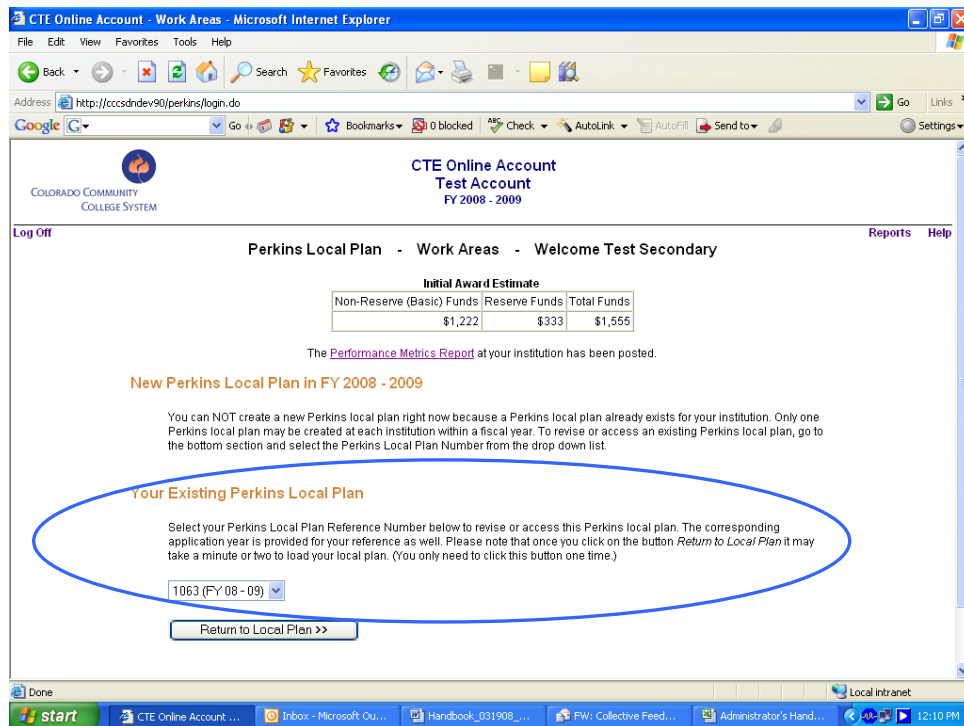 CTE Online Account - Work Areas - Microsoft Internet Explorer
File Edit View Favorites Tools Help
Back Search Favorites
Address http://cccsdndev90/perkins/login.do Go Links
Google G Go Bookmarks 0 blocked ABC Check AutoLink AutoFill Send to Settings
COLORADO COMMUNITY
COLLEGE SYSTEM
CTE Online Account
Test Account
FY 2008 - 2009
Log Off Reports Help
Perkins Local Plan - Work Areas - Welcome Test Secondary
Initial Award Estimate
Non-Reserve (Basic) Funds Reserve Funds Total Funds
$1,222 $333 $1,555
The Performance Metrics Report at your institution has been posted.
New Perkins Local Plan in FY 2008 - 2009
You can NOT create a new Perkins local plan right now because a Perkins local plan already exists for your institution. Only one
Perkins local plan may be created at each institution within a fiscal year. To revise or access an existing Perkins local plan, go to
the bottom section and select the Perkins Local Plan Number from the drop down list.
Your Existing Perkins Local Plan
Select your Perkins Local Plan Reference Number below to revise or access this Perkins local plan. The corresponding
application year is provided for your reference as well. Please note that once you click on the button Return to Local Plan it may
take a minute or two to load your local plan. (You only need to click this button one time.)
1063 (FY 08 - 09)
Return to Local Plan >>
Done Local intranet
start CTE Online Account ... Inbox - Microsoft Ou... Handbook_031908_... FW: Collective Feed... Administrator's Hand... 12:10 PM